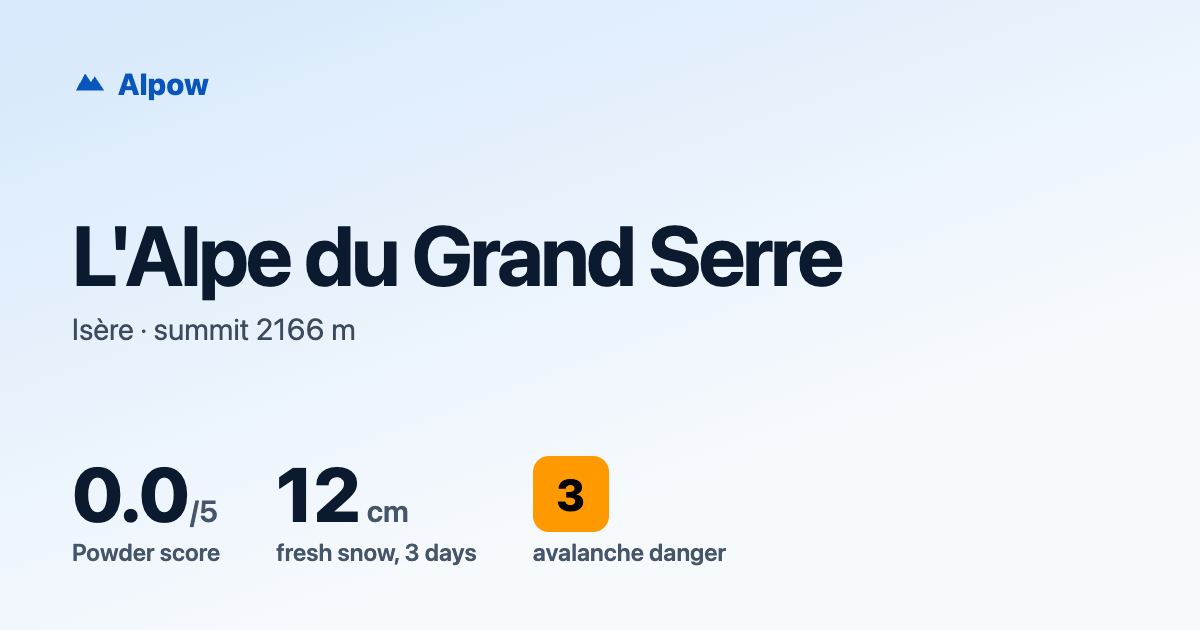 Alpow
L'Alpe du Grand Serre
Isère · summit 2166 m
0.0/5
Powder score
12 cm
fresh snow, 3 days
3
avalanche danger